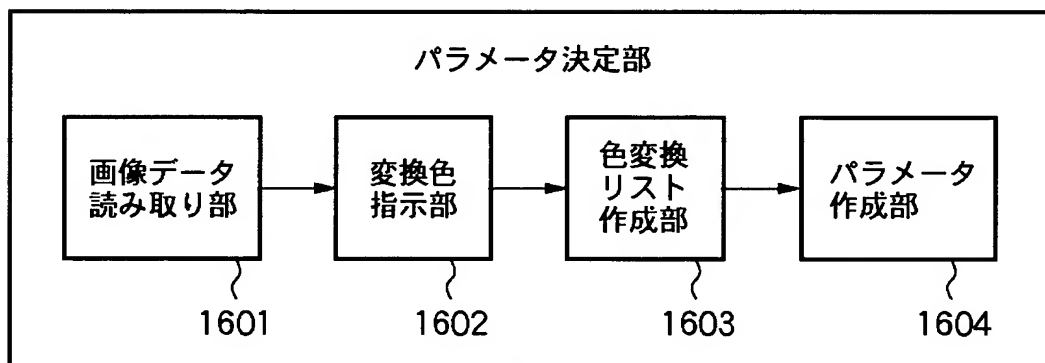 パラメータ決定部
画像データ
読み取り部
変換色
指示部
色変換
リスト
作成部
パラメータ
作成部
1601
1602
1603
1604